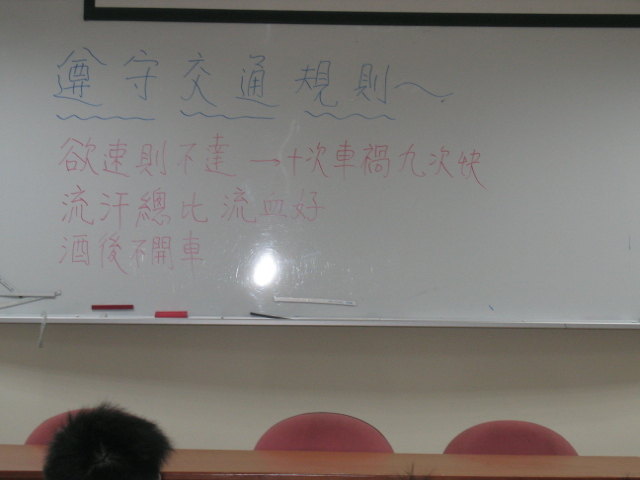 遵守交通規則～
欲速則不達→十次車禍九次快
流汗總比流血好
酒後不開車